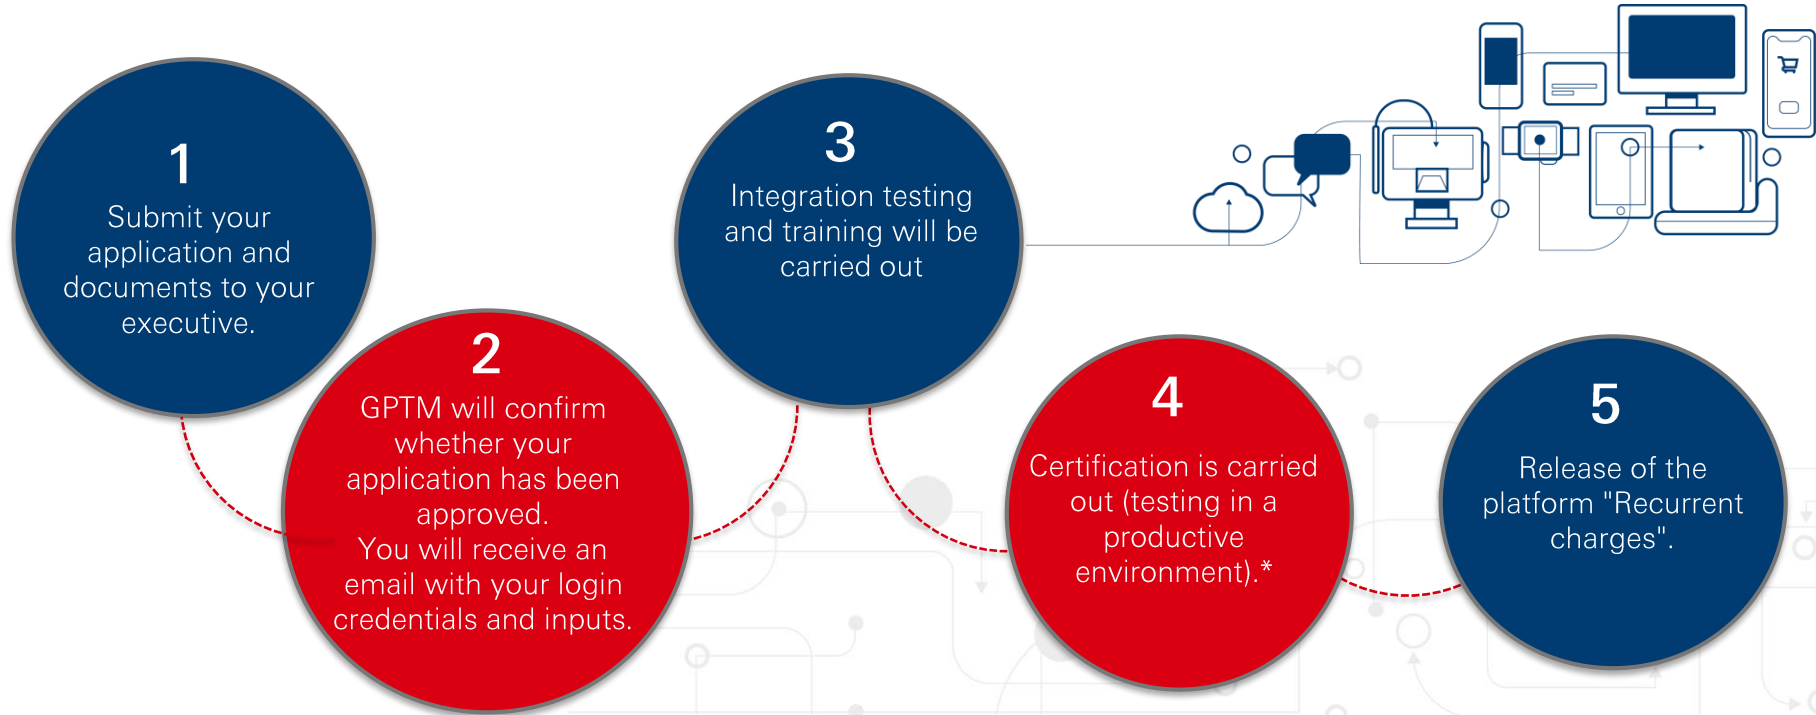 1
Submit your
application and
documents to your
executive.
2
GPTM will confirm
whether your
application has been
approved.
You will receive an
email with your login
credentials and inputs.
3
Integration testing
and training will be
carried out
4
Certification is carried
out (testing in a
productive
environment).*
5
Release of the
platform "Recurrent
charges".